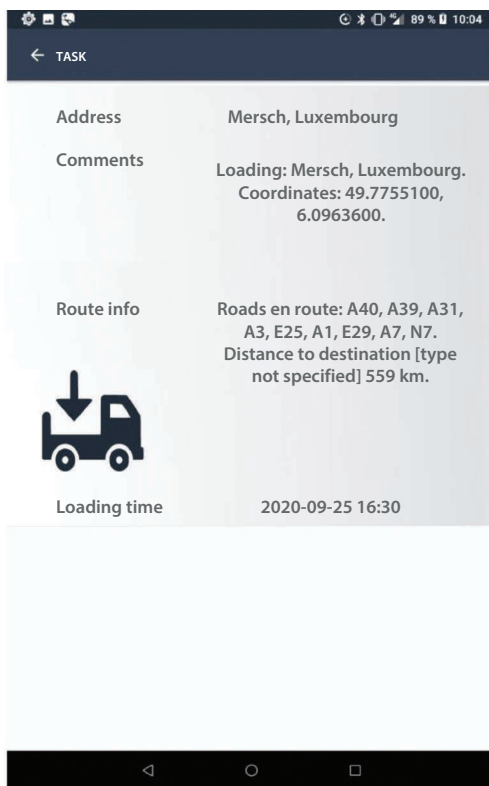 4G 89 % 10:04
TASK
Address Mersch, Luxembourg
Comments
Loading: Mersch, Luxembourg.
Coordinates: 49.7755100,
6.0963600.
Route info Roads en route: A40, A39, A31,
A3, E25, A1, E29, A7, N7.
Distance to destination [type
not specified] 559 km.
Loading time 2020-09-25 16:30